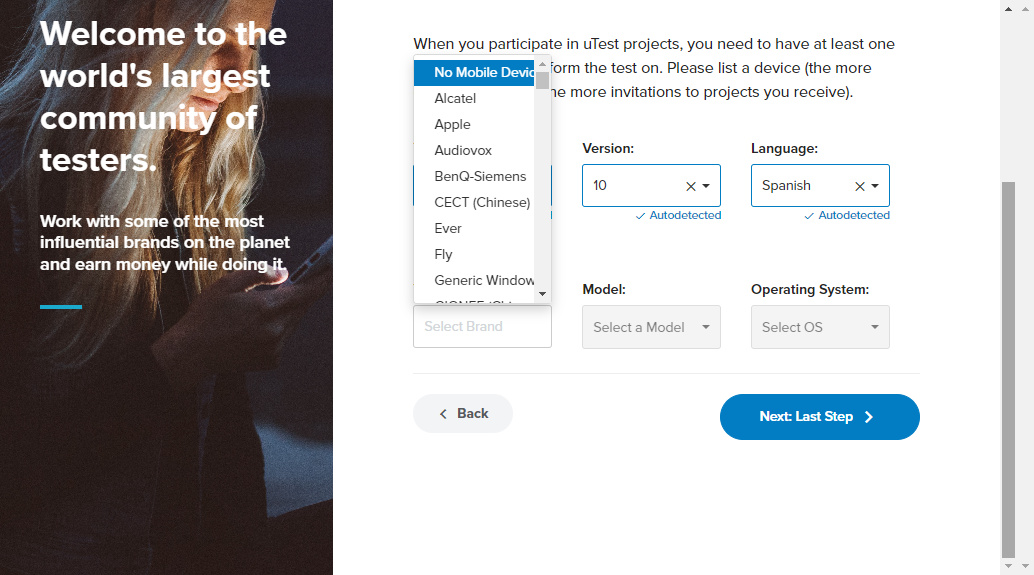 Welcome to the
world's largest
community of
testers.
Work with some of the most
influential brands on the planet
and earn money while doing it.
When you participate in uTest projects, you need to have at least one
form the test on. Please list a device (the more
more invitations to projects you receive).
No Mobile Devic
Alcatel
Apple
Audiovox
BenQ-Siemens
CECT (Chinese)
Ever
Fly
Generic Window
Version:
10
Autodetected
Language:
Spanish
Autodetected
Select Brand
Model:
Select a Model
Operating System:
Select OS
Back
Next: Last Step